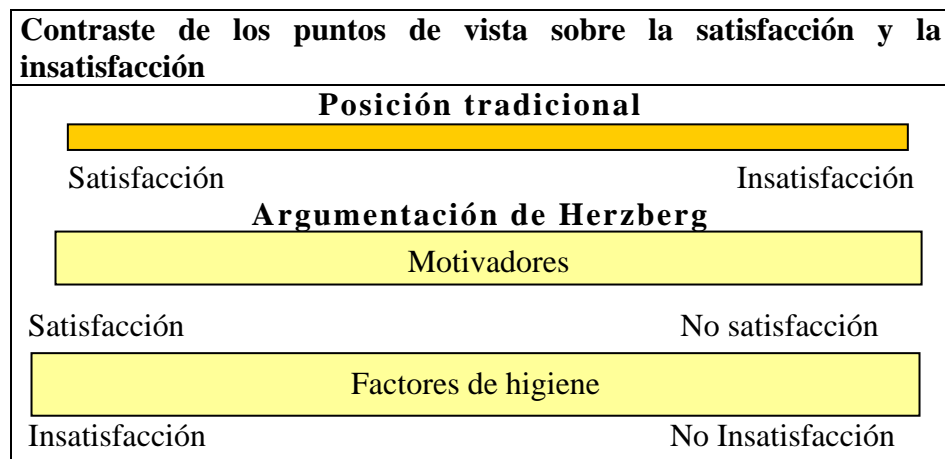 Contraste de los puntos de vista sobre la satisfacción y la
insatisfacción
Posición tradicional
Satisfacción Insatisfacción
Argumentación de Herzberg
Motivadores
Satisfacción No satisfacción
Factores de higiene
Insatisfacción No Insatisfacción